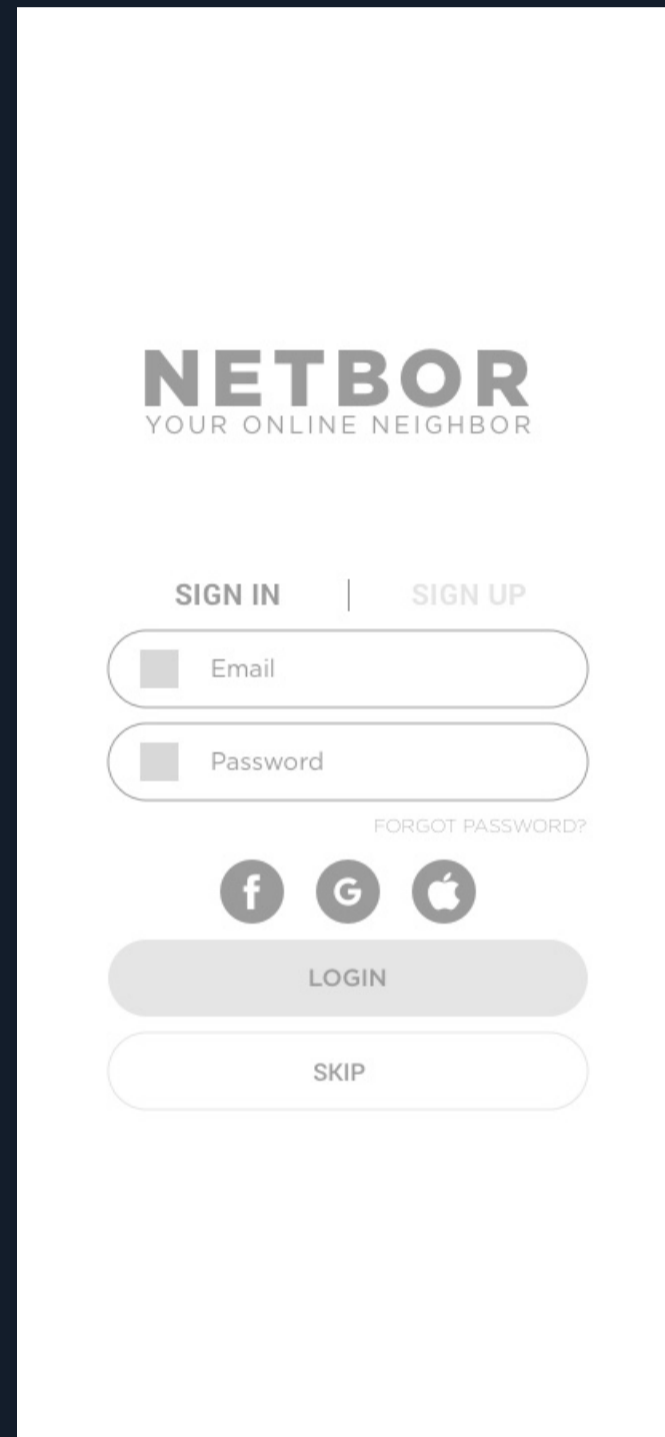 NETBOR
YOUR ONLINE NEIGHBOR
SIGN IN | SIGN UP
Email
Password
FORGOT PASSWORD?
LOGIN
SKIP